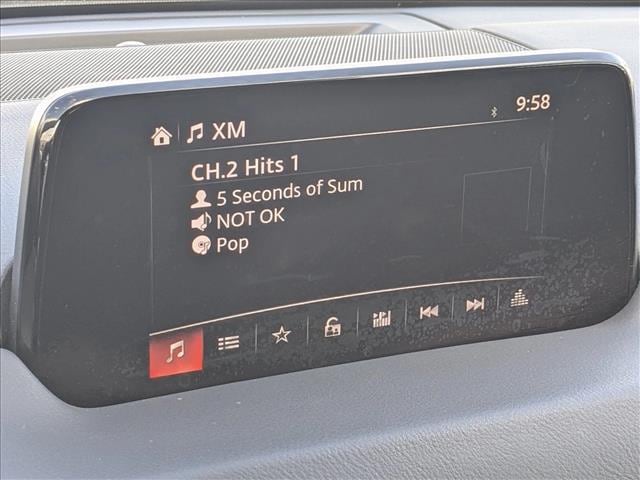 XM
9:58
CH.2 Hits 1
5 Seconds of Sum
NOT OK
Pop